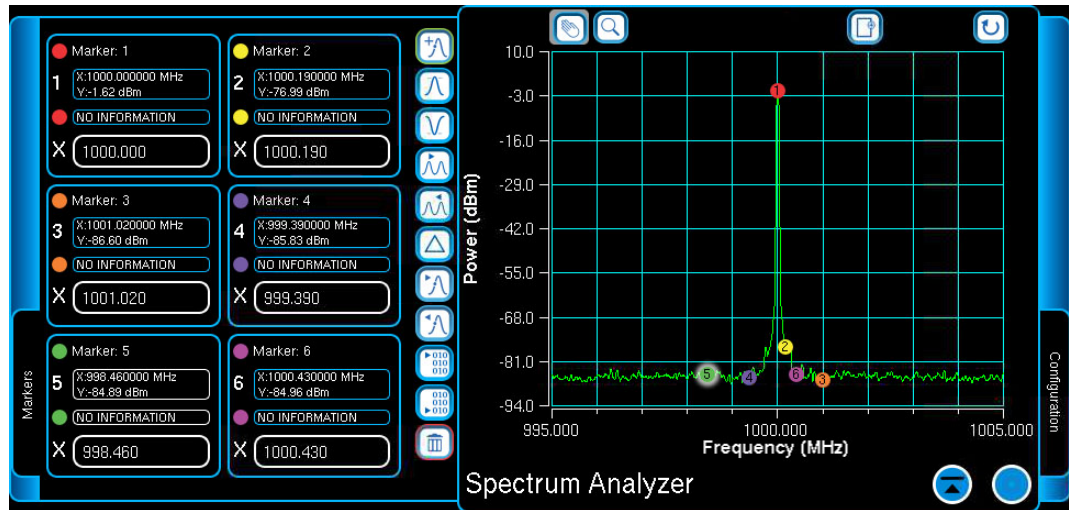 Marker: 1
1
X:1000.000000 MHz
Y:-1.62 dBm
NO INFORMATION
X 1000.000
Marker: 2
2
X:1000.190000 MHz
Y:-76.99 dBm
NO INFORMATION
X 1000.190
Marker: 3
3
X:1001.020000 MHz
Y:-86.60 dBm
NO INFORMATION
X 1001.020
Marker: 4
4
X:999.390000 MHz
Y:-85.83 dBm
NO INFORMATION
X 999.390
Marker: 5
5
X:998.460000 MHz
Y:-84.89 dBm
NO INFORMATION
X 998.460
Marker: 6
6
X:1000.430000 MHz
Y:-84.96 dBm
NO INFORMATION
X 1000.430
Markers
010
010
010
010
010
010
Power (dBm)
10.0
-3.0
-16.0
-29.0
-42.0
-55.0
-68.0
-81.0
-94.0
1
2
5
4
6
3
995.000 1000.000 1005.000
Frequency (MHz)
Spectrum Analyzer
Configuration